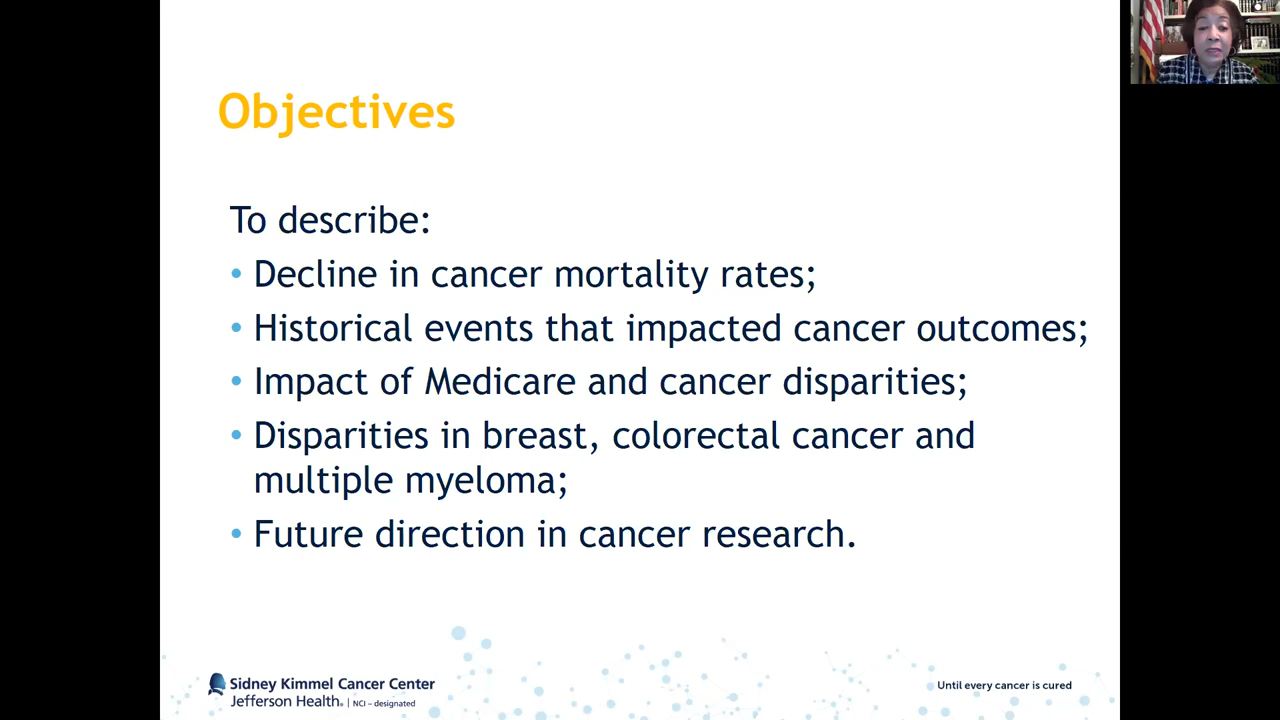 Objectives
To describe:
• Decline in cancer mortality rates;
• Historical events that impacted cancer outcomes;
• Impact of Medicare and cancer disparities;
• Disparities in breast, colorectal cancer and
multiple myeloma;
• Future direction in cancer research.
Sidney Kimmel Cancer Center
Jefferson Health. | NCI – designated
Until every cancer is cured